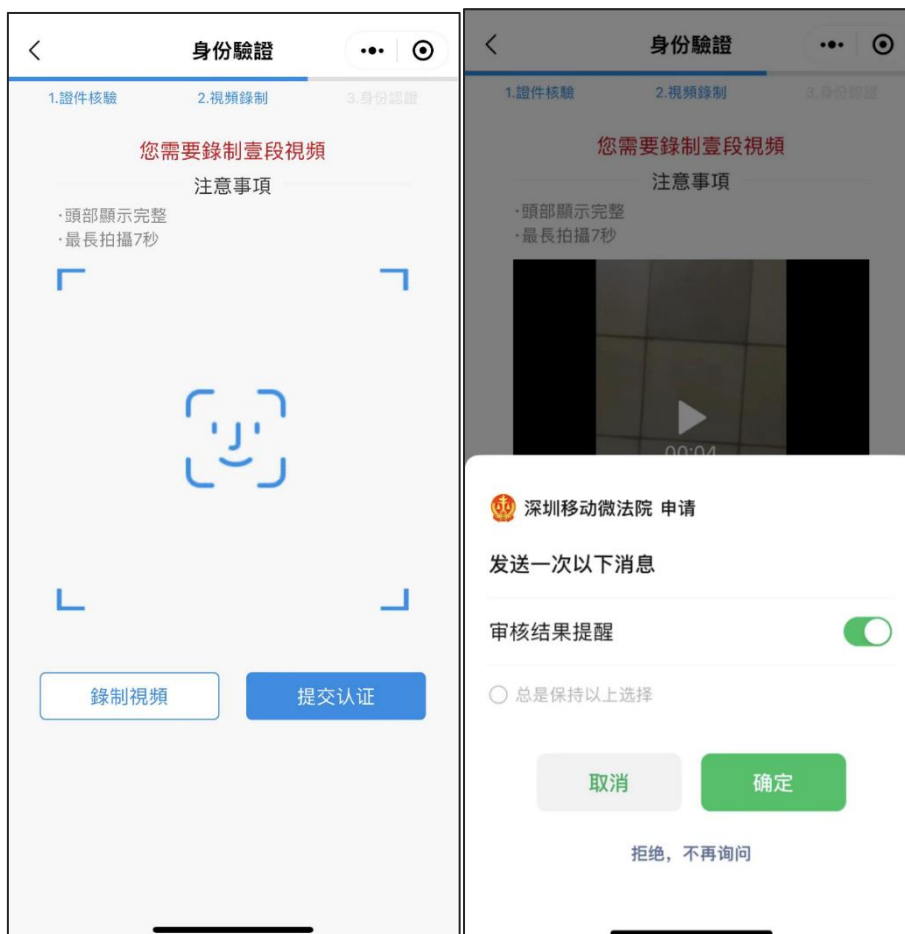 身份驗證
1.證件核驗 2.視頻錄制 3.身份認證
您需要錄制壹段視頻
注意事項
·頭部顯示完整
·最長拍攝7秒
錄制視頻 提交认证
身份驗證
1.證件核驗 2.視頻錄制 3.身份認證
您需要錄制壹段視頻
注意事項
·頭部顯示完整
·最長拍攝7秒
00:04
深圳移动微法院 申请
发送一次以下消息
审核结果提醒
总是保持以上选择
取消 确定
拒绝，不再询问